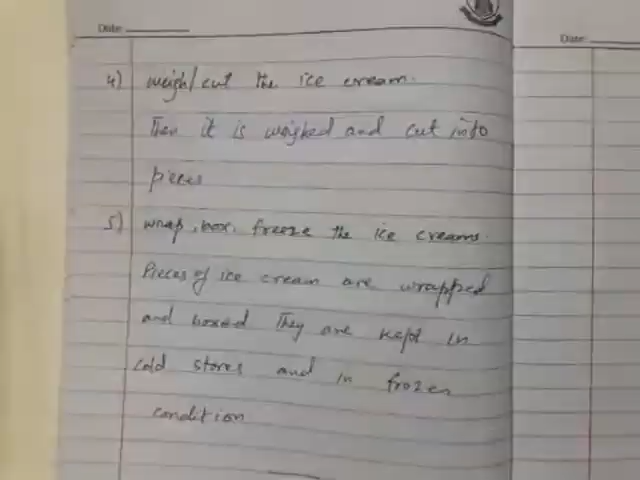 Date
Date
4) weigh/cut the ice cream.
Then it is weighed and cut into
pieces
5) wrap, box, freeze the ice creams.
Pieces of ice cream are wrapped
and boxed They are kept in
cold stores and in frozen
condition